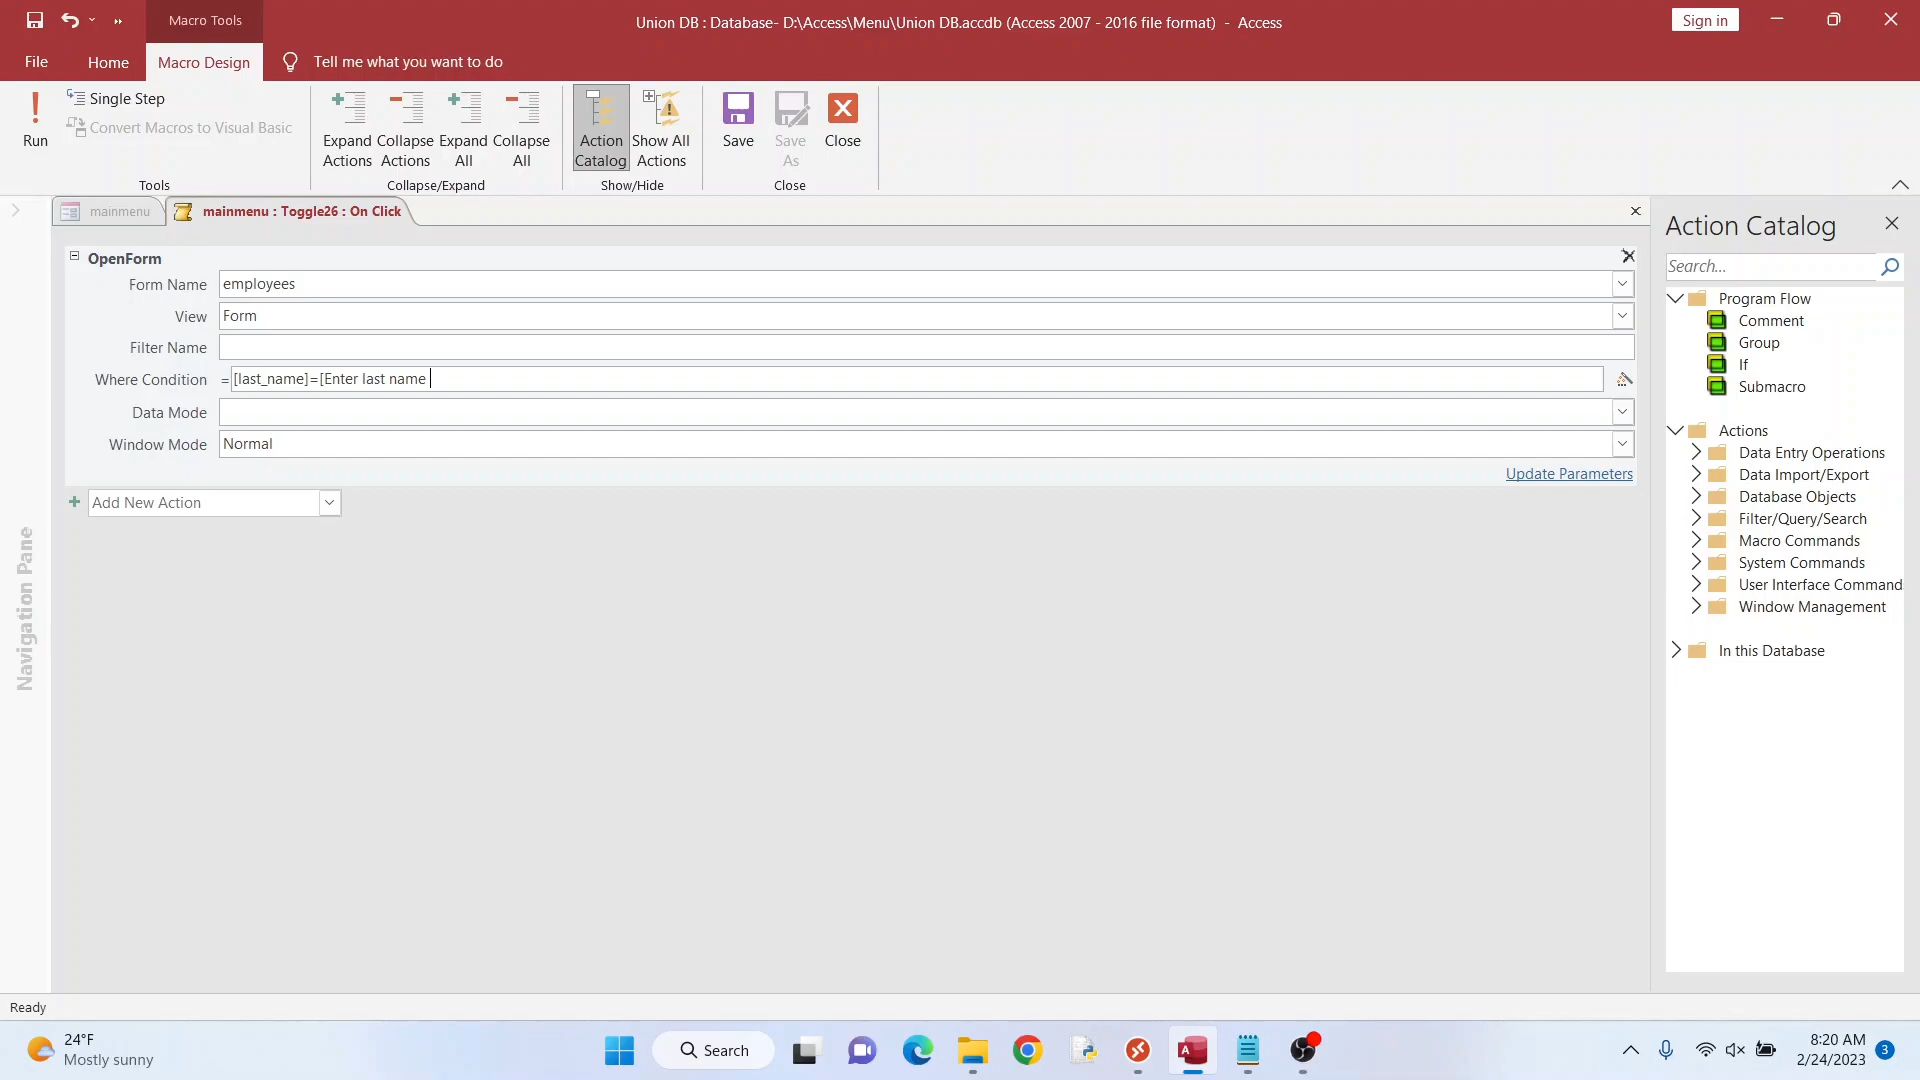 Macro Tools
Union DB : Database- D:\Access\Menu\Union DB.accdb (Access 2007 - 2016 file format) - Access
Sign in
File
Home
Macro Design
Tell me what you want to do
Run
Single Step
Convert Macros to Visual Basic
Tools
Expand Actions
Collapse Actions
Expand All
Collapse All
Collapse/Expand
Action Catalog
Show All Actions
Show/Hide
Save
Save As
Close
Close
mainmenu
mainmenu : Toggle26 : On Click
Navigation Pane
OpenForm
Form Name employees
View Form
Filter Name
Where Condition = [last_name]=[Enter last name
Data Mode
Window Mode Normal
Update Parameters
Add New Action
Action Catalog
Search...
Program Flow
Comment
Group
If
Submacro
Actions
Data Entry Operations
Data Import/Export
Database Objects
Filter/Query/Search
Macro Commands
System Commands
User Interface Command
Window Management
In this Database
Ready
24°F
Mostly sunny
Search
8:20 AM
2/24/2023
3